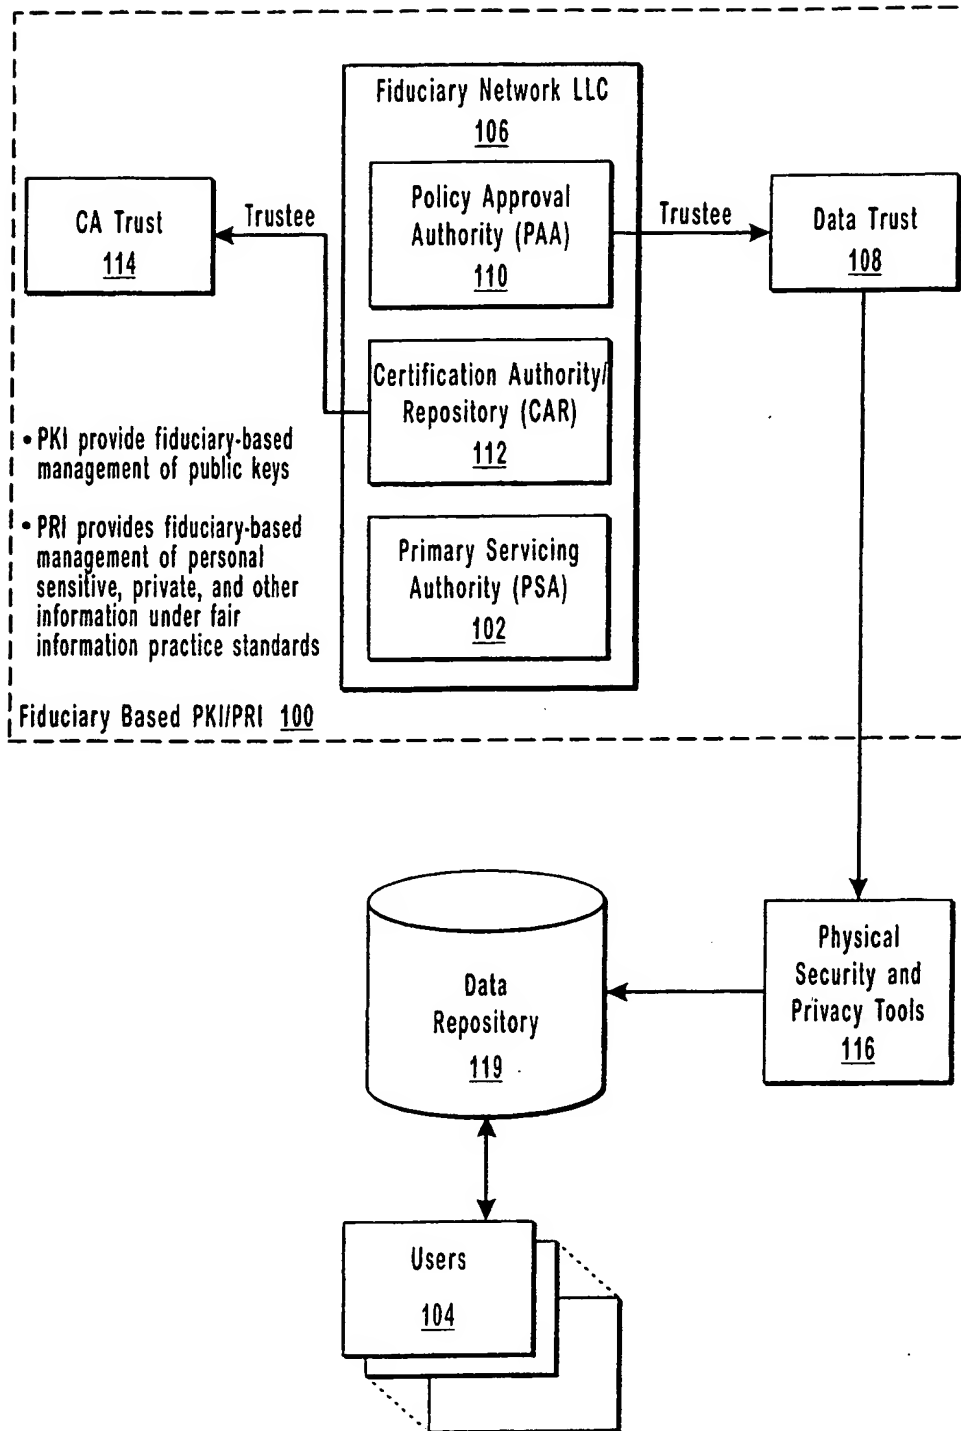 Fiduciary Network LLC
106
Policy Approval
Authority (PAA)
110
CA Trust
114
Trustee
Trustee
Data Trust
108
Certification Authority/
Repository (CAR)
112
• PKI provide fiduciary-based
management of public keys
• PRI provides fiduciary-based
management of personal
sensitive, private, and other
information under fair
information practice standards
Primary Servicing
Authority (PSA)
102
Fiduciary Based PKI/PRI 100
Physical
Security and
Privacy Tools
116
Data
Repository
119
Users
104